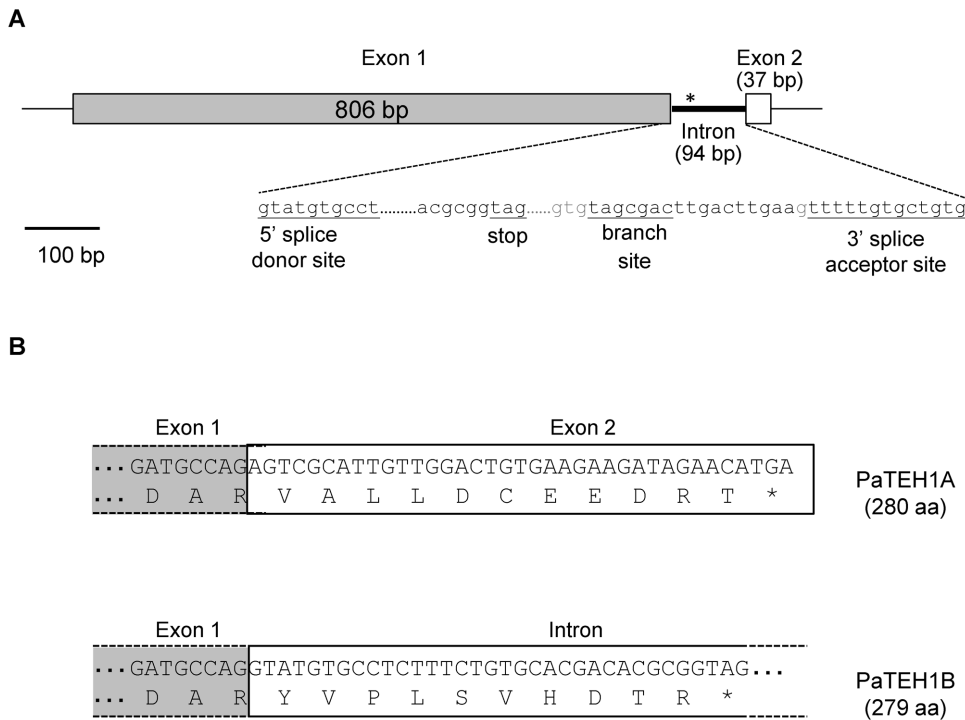 A
Exon 1
Exon 2
(37 bp)
806 bp
*
Intron
(94 bp)
gtatgtgcct........acgcggtag......gtgtagcgacttgacttgaagtttttgtgctgtg
5' splice
donor site
stop
branch
site
3' splice
acceptor site
100 bp
B
Exon 1
Exon 2
...GATGCCAGAGTCGCATTGTTGGACTGTGAAGAAGATAGAACATGA
... D A R V A L L D C E E D R T *
PaTEH1A
(280 aa)
Exon 1
Intron
...GATGCCAGGTATGTGCCTCTTTCTGTGCACGACACGCGGTAG...
... D A R Y V P L S V H D T R *
PaTEH1B
(279 aa)